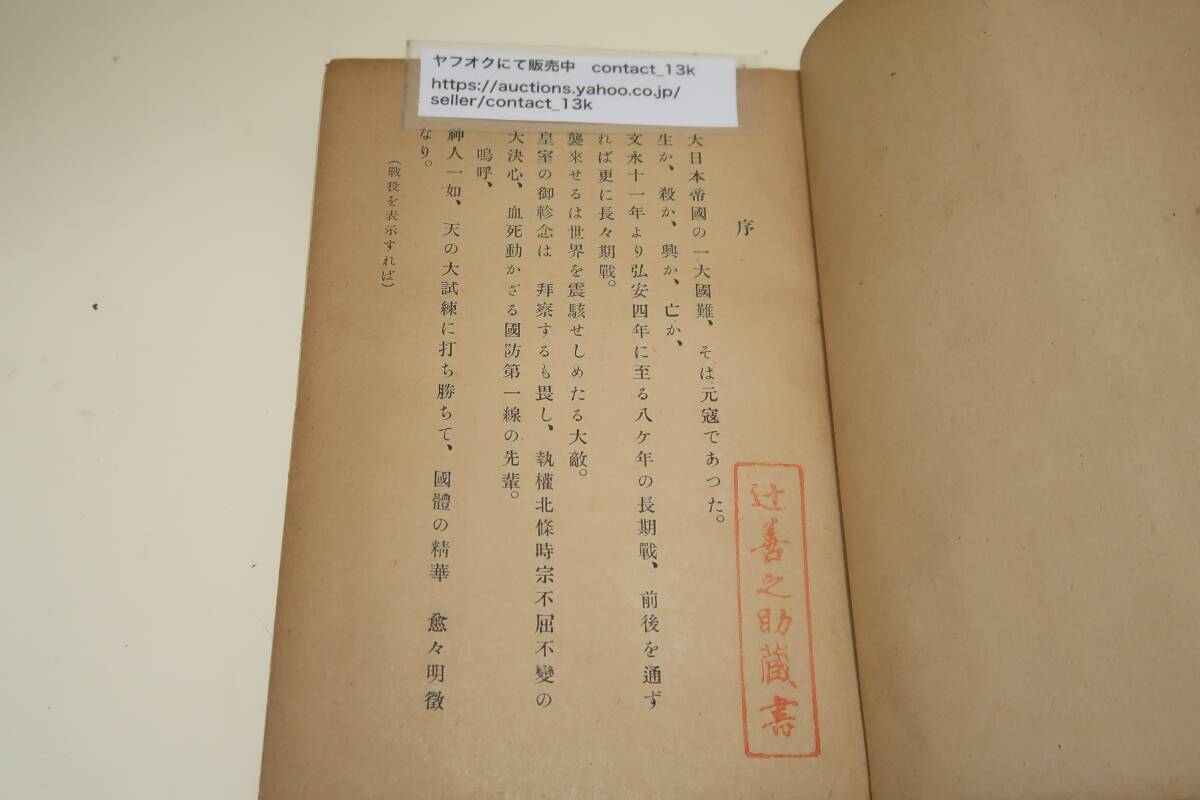 ヤフオクにて販売中 contact_13k
https://auctions.yahoo.co.jp/
seller/contact_13k
序
大日本帝國の一大國難、そは元寇であつた。
生か、殺か、興か、亡か、
文永十一年より弘安四年に至る八ケ年の長期戰、前後を通ず
れば更に長々期戰。
襲來せるは世界を震駭せしめたる大敵。
皇室の御軫念は 拜察するも畏し、執權北條時宗不屈不變の
大決心、血死動かざる國防第一線の先輩。
嗚呼、
神人一如、天の大試練に打ち勝ちて、國體の精華 愈々明徵
なり。
(戰役を表示すれば)
辻善之助藏書